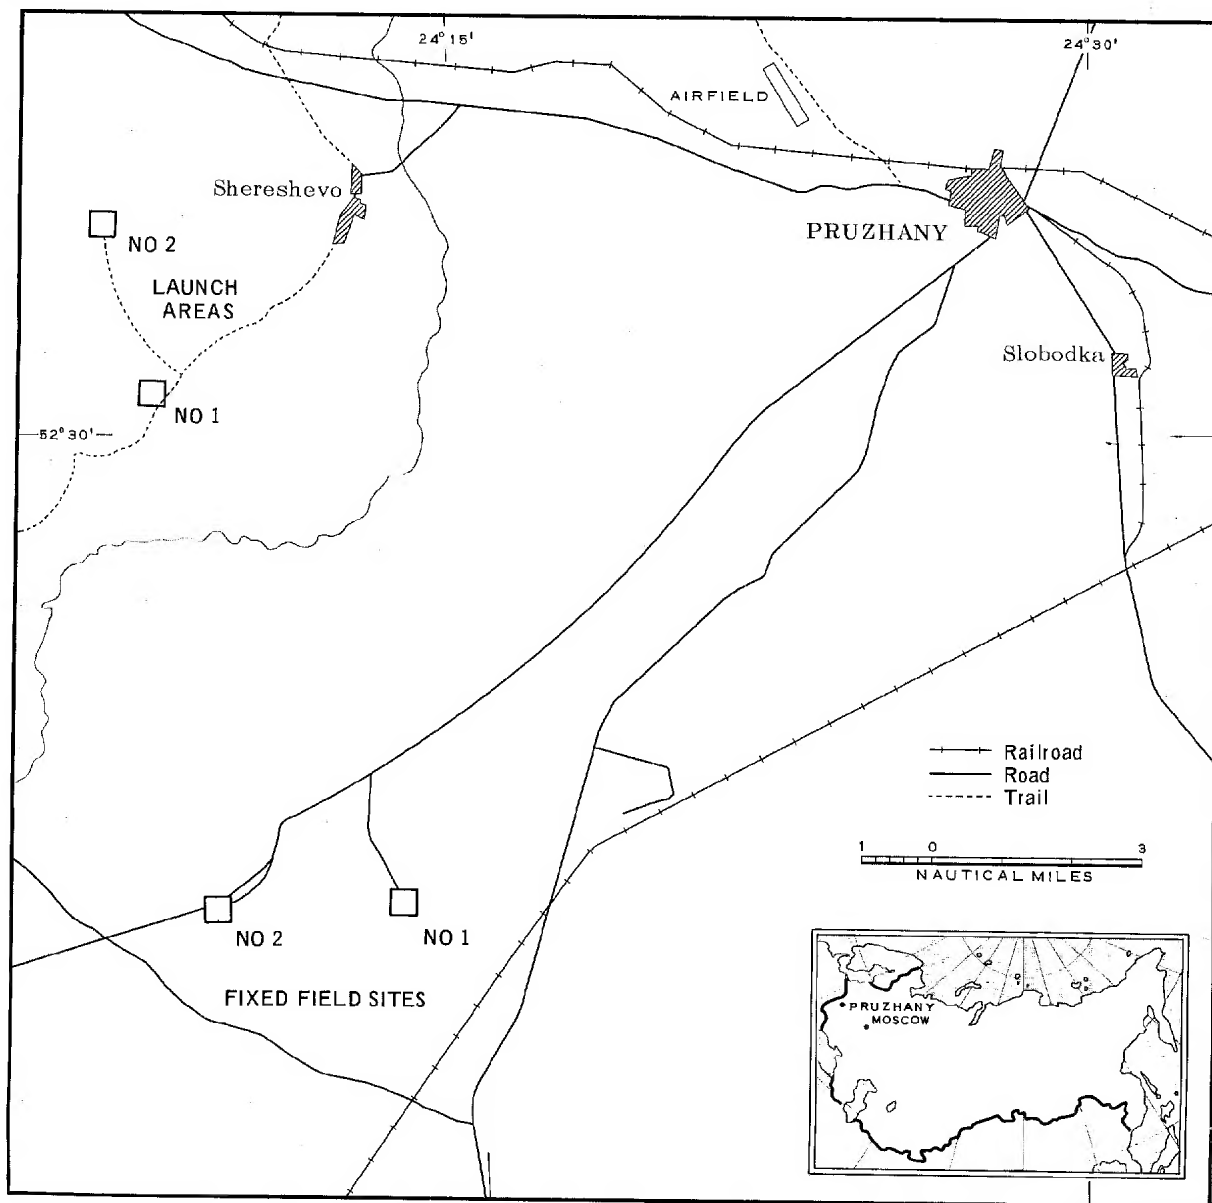 24°15'
24°30'
AIRFIELD
Shereshevo
PRUZHANY
NO 2
LAUNCH
AREAS
Slobodka
NO 1
52°30'
Railroad
Road
Trail
1 0 3
NAUTICAL MILES
NO 2
NO 1
FIXED FIELD SITES
PRUZHANY
MOSCOW